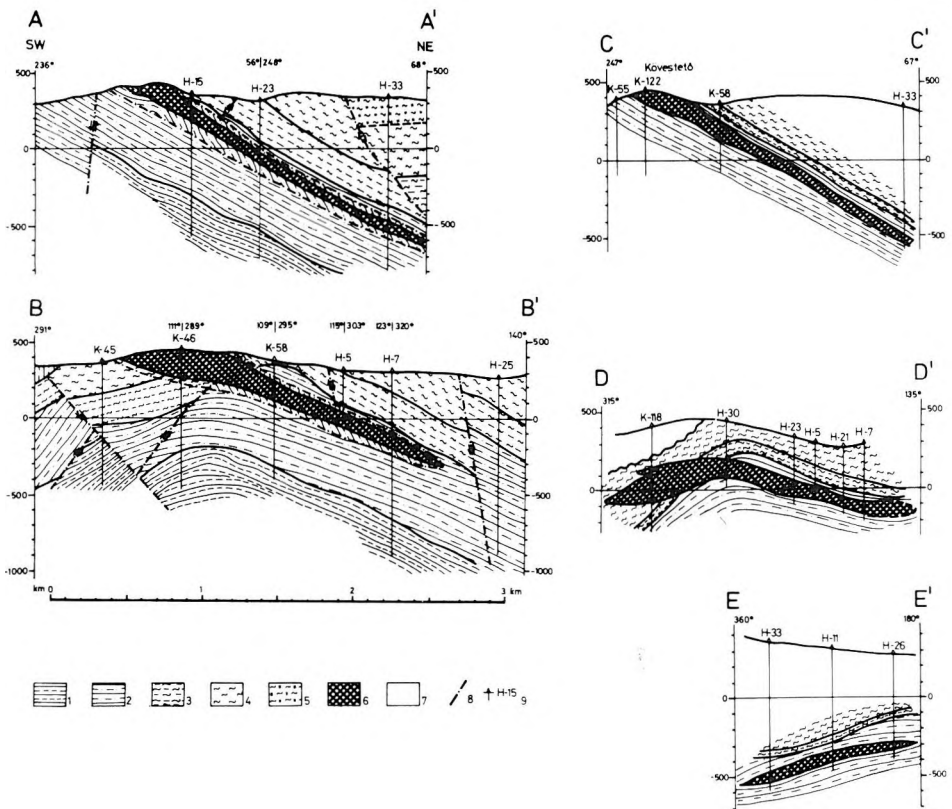 A A'
SW NE
236° 56°|248° 68°
H-15 H-23 H-33
500 500
0 0
-500 -500
C C'
247° Kövestető 67°
K-55 K-122 K-58 H-33
500 500
0 0
-500 -500
B B'
291° 111°|289° 109°|295° 115°|303° 123°|320° 140°
K-45 K-46 K-58 H-5 H-7 H-25
500 500
0 0
-500 -500
-1000 -1000
km 0 1 2 3 km
D D'
315° 135°
K-118 H-30 H-23 H-5 H-21 H-7
500 500
0 0
-500
E E'
360° 180°
H-33 H-11 H-26
0 0
-500 -500
1 2 3 4 5 6 7 8 H-15 9